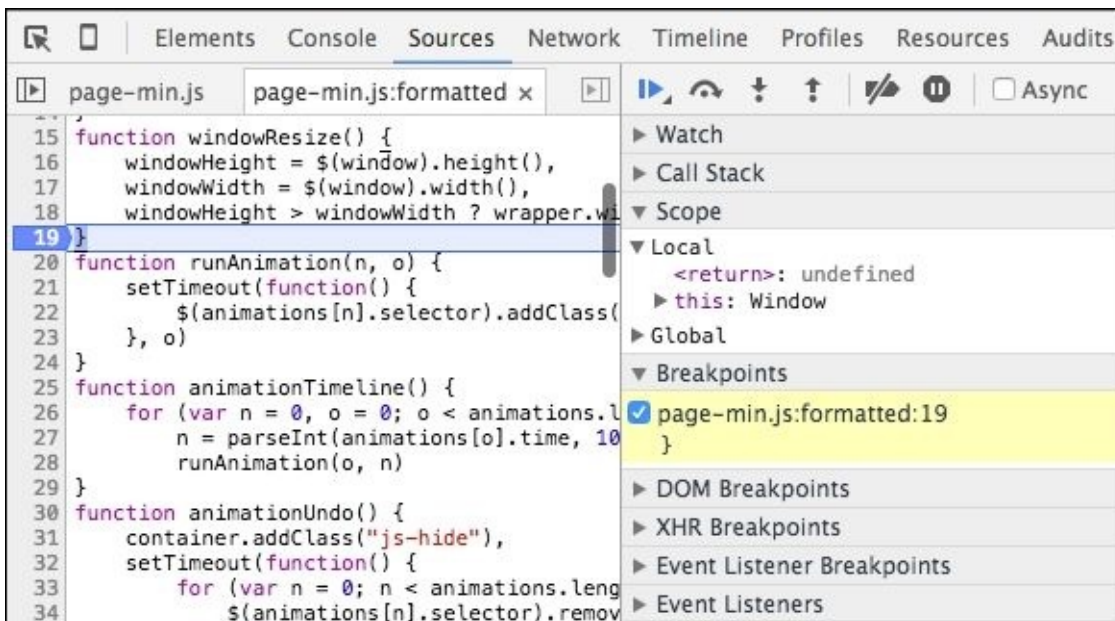 Elements Console Sources Network Timeline Profiles Resources Audits
page-min.js page-min.js:formatted × Async
15 function windowResize() {
16 windowHeight = $(window).height(),
17 windowWidth = $(window).width(),
18 windowHeight > windowWidth ? wrapper.wi
19 }
20 function runAnimation(n, o) {
21 setTimeout(function() {
22 $(animations[n].selector).addClass(
23 }, o)
24 }
25 function animationTimeline() {
26 for (var n = 0, o = 0; o < animations.l
27 n = parseInt(animations[o].time, 10
28 runAnimation(o, n)
29 }
30 function animationUndo() {
31 container.addClass("js-hide"),
32 setTimeout(function() {
33 for (var n = 0; n < animations.leng
34 $(animations[n].selector).remov
Watch
Call Stack
Scope
Local
<return>: undefined
this: Window
Global
Breakpoints
page-min.js:formatted:19
}
DOM Breakpoints
XHR Breakpoints
Event Listener Breakpoints
Event Listeners